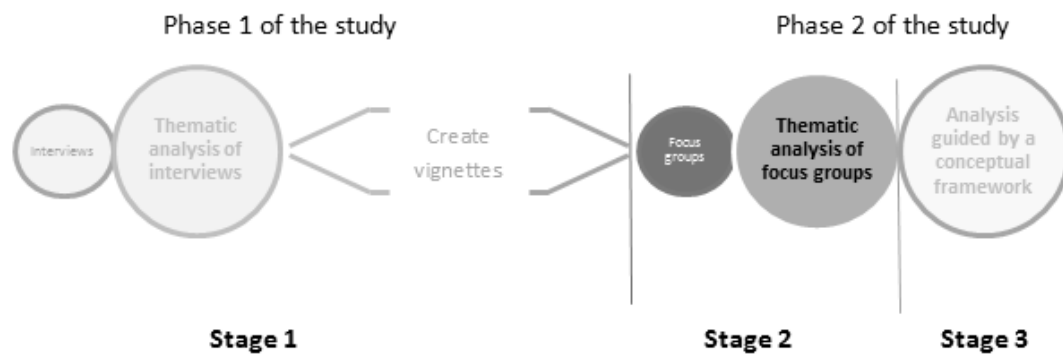 Phase 1 of the study
Phase 2 of the study
Interviews
Thematic
analysis of
interviews
Create
vignettes
Focus
groups
Thematic
analysis of
focus groups
Analysis
guided by a
conceptual
framework
Stage 1
Stage 2
Stage 3